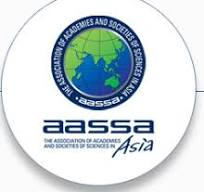 THE ASSOCIATION OF ACADEMIES AND SOCIETIES OF SCIENCES IN ASIA
aassa
aassa
THE ASSOCIATION OF ACADEMIES
AND SOCIETIES OF SCIENCES IN Asia